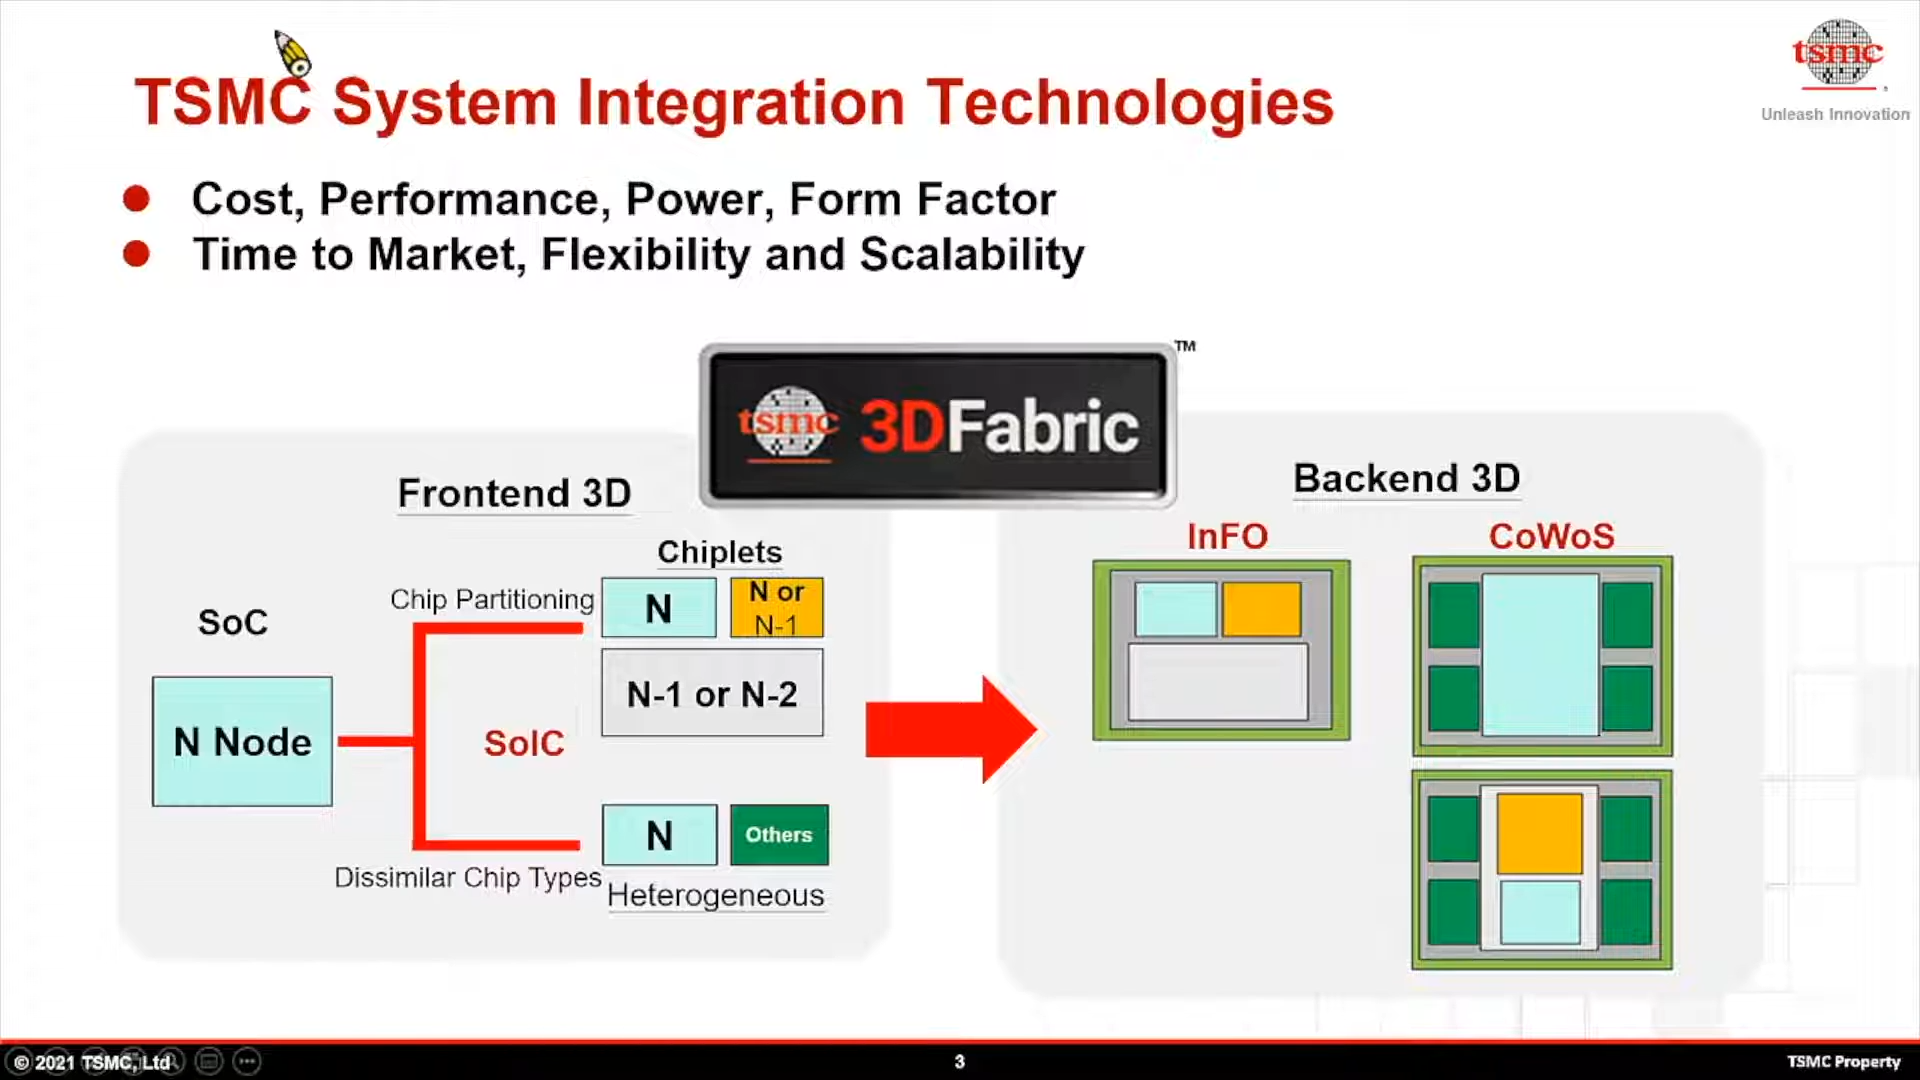 tsmc
Unleash Innovation
TSMC System Integration Technologies
Cost, Performance, Power, Form Factor
Time to Market, Flexibility and Scalability
tsmc 3DFabric
TM
Frontend 3D
Chiplets
Chip Partitioning
N
N or
N-1
SoC
N-1 or N-2
N Node
SoIC
N
Others
Dissimilar Chip Types
Heterogeneous
Backend 3D
InFO
CoWoS
© 2021 TSMC, Ltd
3
TSMC Property